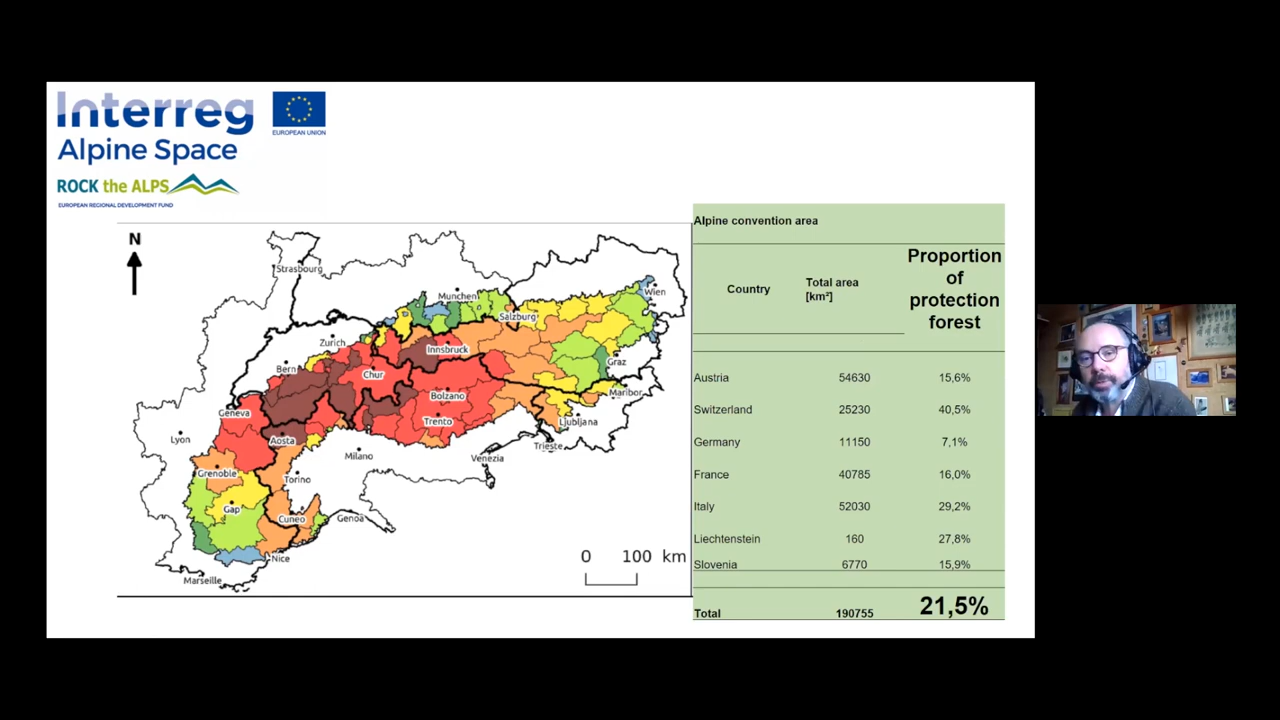 Interreg
EUROPEAN UNION
Alpine Space
ROCK the ALPS
EUROPEAN REGIONAL DEVELOPMENT FUND
N
Strasbourg
Munchen
Wien
Salzburg
Zurich
Innsbruck
Bern
Chur
Graz
Bolzano
Maribor
Geneva
Trento
Ljubljana
Lyon
Aosta
Trieste
Milano
Venezia
Grenoble
Torino
Gap
Cuneo
Genoa
Nice
Marseille
0 100 km
Alpine convention area
Country Total area [km²] Proportion of protection forest
Austria 54630 15,6%
Switzerland 25230 40,5%
Germany 11150 7,1%
France 40785 16,0%
Italy 52030 29,2%
Liechtenstein 160 27,8%
Slovenia 6770 15,9%
Total 190755 21,5%